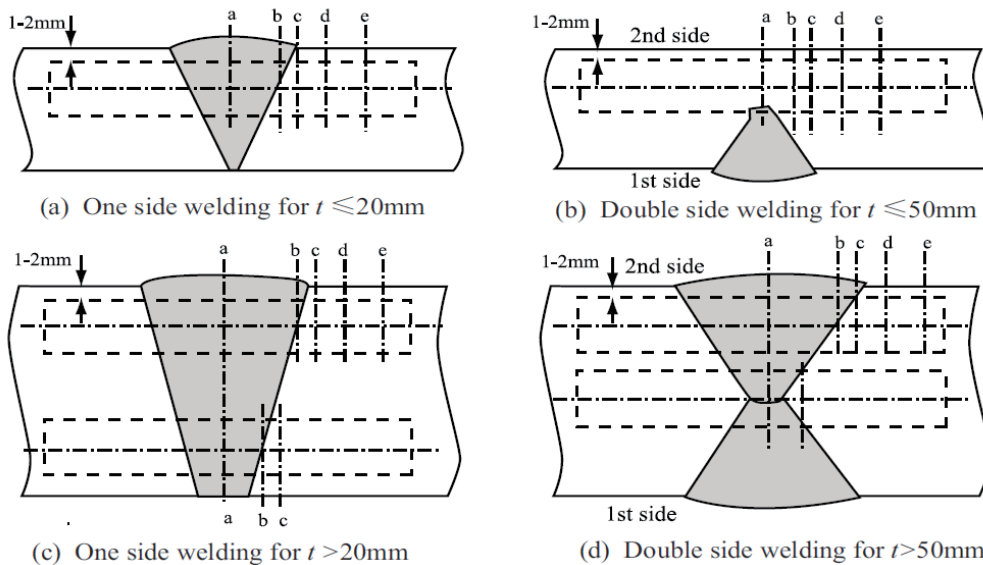 1-2mm
a
b
c
d
e
(a) One side welding for t ≤20mm
1-2mm
2nd side
a
b
c
d
e
1st side
(b) Double side welding for t ≤50mm
1-2mm
a
b
c
d
e
a
b
c
(c) One side welding for t >20mm
1-2mm
2nd side
a
b
c
d
e
1st side
(d) Double side welding for t>50mm